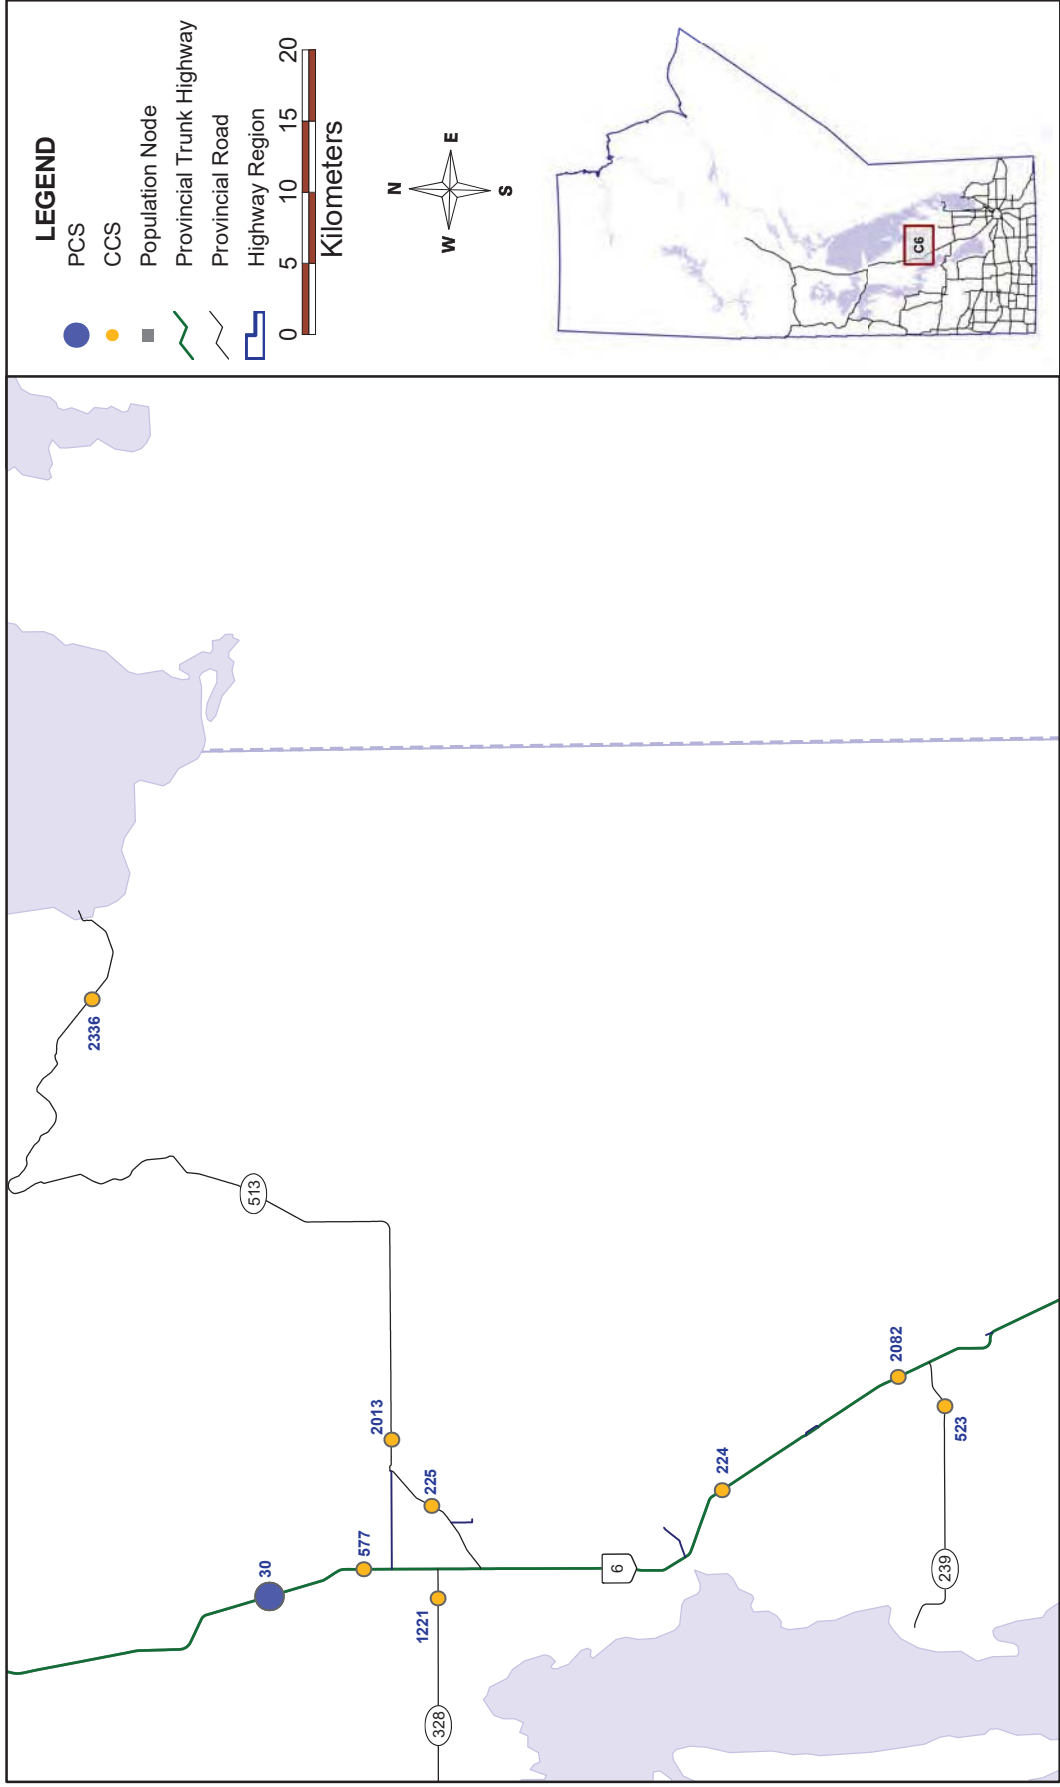 LEGEND
PCS
CCS
Population Node
Provincial Trunk Highway
Provincial Road
Highway Region
0 5 10 15 20
Kilometers
N
W E
S
C6
2336
513
2013
225
577
30
1221
328
6
224
2082
523
239